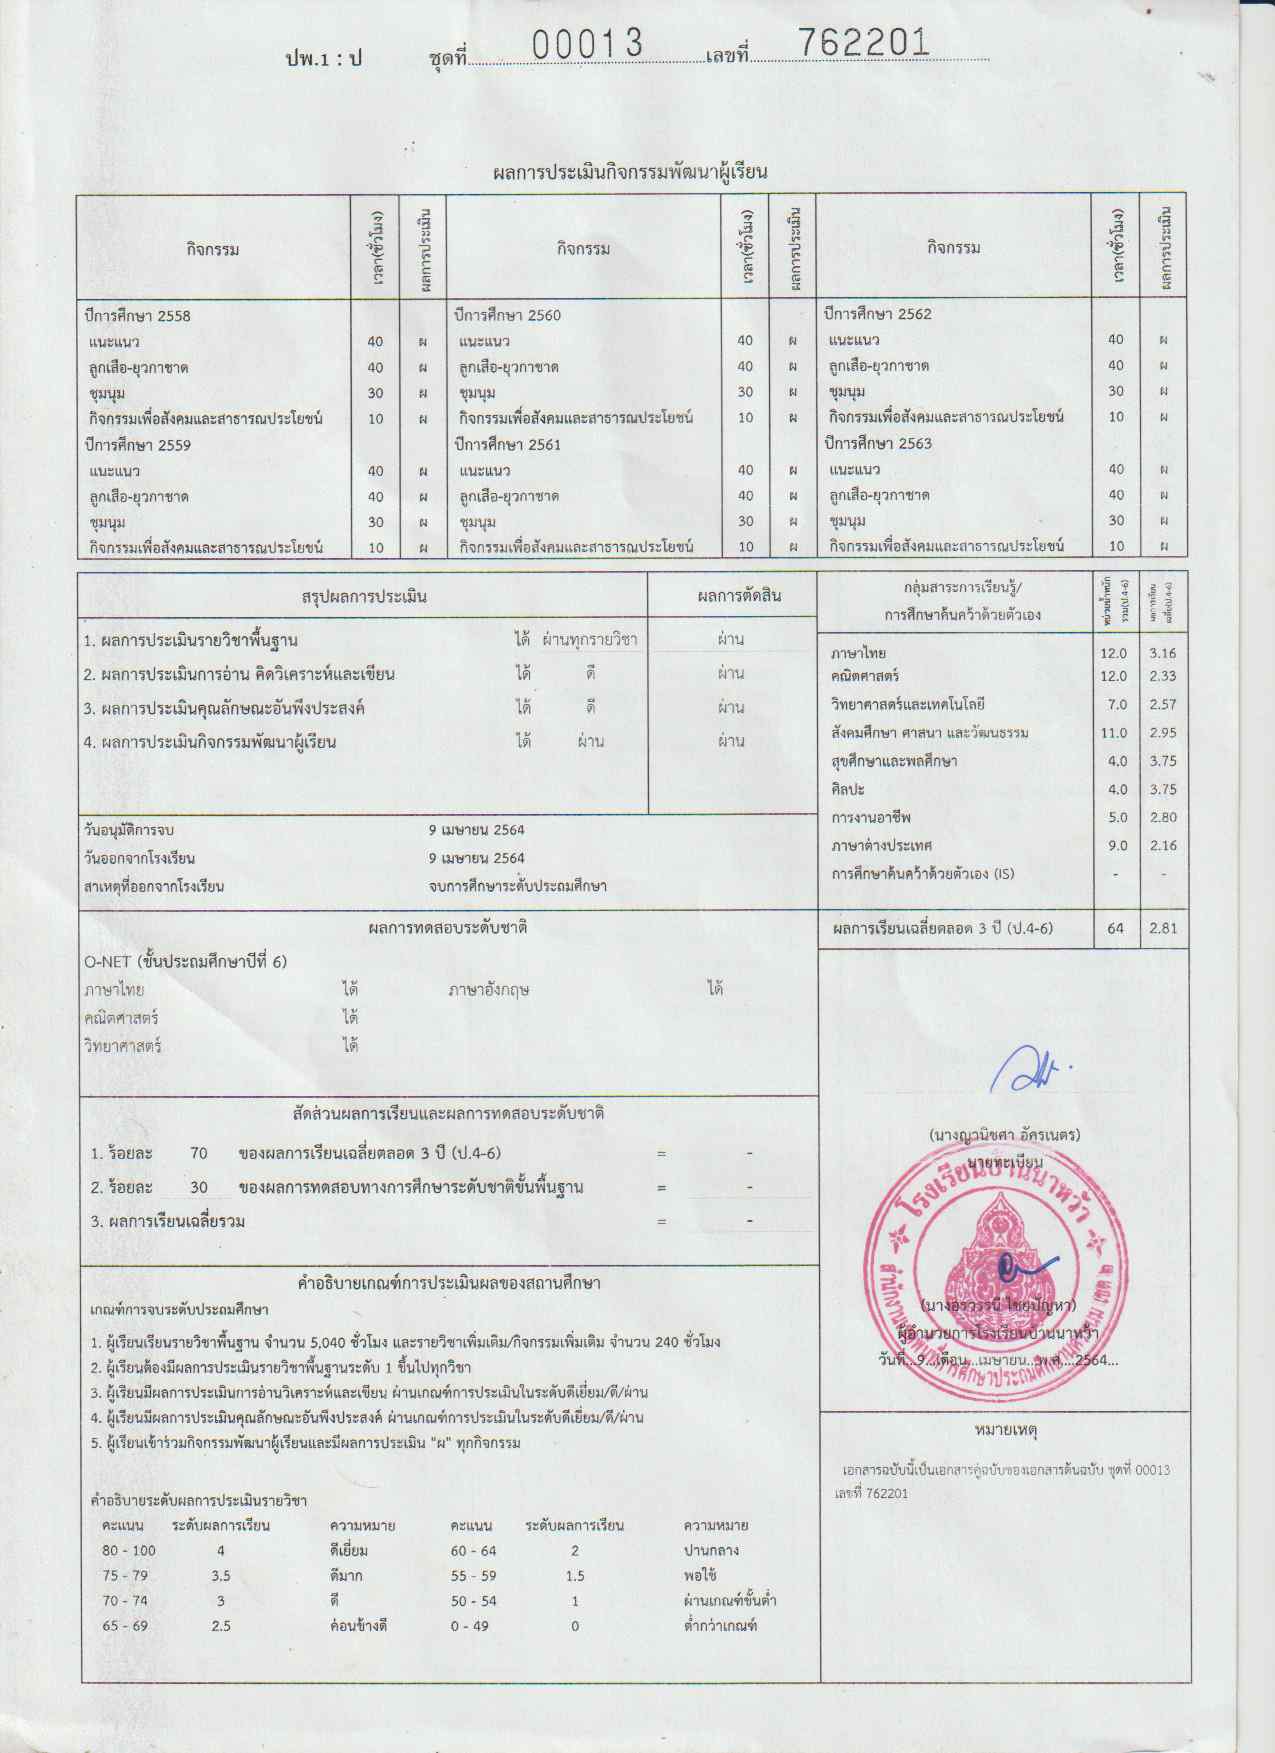 ปพ.1 : ป ชุดที่ 00013 เลขที่ 762201
ผลการประเมินกิจกรรมพัฒนาผู้เรียน
กิจกรรม เวลา(ชั่วโมง) ผลการประเมิน กิจกรรม เวลา(ชั่วโมง) ผลการประเมิน กิจกรรม เวลา(ชั่วโมง) ผลการประเมิน
ปีการศึกษา 2558 ปีการศึกษา 2560 ปีการศึกษา 2562
แนะแนว 40 ผ แนะแนว 40 ผ แนะแนว 40 ผ
ลูกเสือ-ยุวกาชาด 40 ผ ลูกเสือ-ยุวกาชาด 40 ผ ลูกเสือ-ยุวกาชาด 40 ผ
ชุมนุม 30 ผ ชุมนุม 30 ผ ชุมนุม 30 ผ
กิจกรรมเพื่อสังคมและสาธารณประโยชน์ 10 ผ กิจกรรมเพื่อสังคมและสาธารณประโยชน์ 10 ผ กิจกรรมเพื่อสังคมและสาธารณประโยชน์ 10 ผ
ปีการศึกษา 2559 ปีการศึกษา 2561 ปีการศึกษา 2563
แนะแนว 40 ผ แนะแนว 40 ผ แนะแนว 40 ผ
ลูกเสือ-ยุวกาชาด 40 ผ ลูกเสือ-ยุวกาชาด 40 ผ ลูกเสือ-ยุวกาชาด 40 ผ
ชุมนุม 30 ผ ชุมนุม 30 ผ ชุมนุม 30 ผ
กิจกรรมเพื่อสังคมและสาธารณประโยชน์ 10 ผ กิจกรรมเพื่อสังคมและสาธารณประโยชน์ 10 ผ กิจกรรมเพื่อสังคมและสาธารณประโยชน์ 10 ผ
สรุปผลการประเมิน ผลการตัดสิน
1. ผลการประเมินรายวิชาพื้นฐาน ได้ ผ่านทุกรายวิชา ผ่าน
2. ผลการประเมินการอ่าน คิดวิเคราะห์และเขียน ได้ ดี ผ่าน
3. ผลการประเมินคุณลักษณะอันพึงประสงค์ ได้ ดี ผ่าน
4. ผลการประเมินกิจกรรมพัฒนาผู้เรียน ได้ ผ่าน ผ่าน
วันอนุมัติการจบ 9 เมษายน 2564
วันออกจากโรงเรียน 9 เมษายน 2564
สาเหตุที่ออกจากโรงเรียน จบการศึกษาระดับประถมศึกษา
กลุ่มสาระการเรียนรู้/
การศึกษาค้นคว้าด้วยตัวเอง
หน่วยน้ำหนัก
รวม(ป.4-6)
ผลการเรียน
เฉลี่ย(ป.4-6)
ภาษาไทย 12.0 3.16
คณิตศาสตร์ 12.0 2.33
วิทยาศาสตร์และเทคโนโลยี 7.0 2.57
สังคมศึกษา ศาสนา และวัฒนธรรม 11.0 2.95
สุขศึกษาและพลศึกษา 4.0 3.75
ศิลปะ 4.0 3.75
การงานอาชีพ 5.0 2.80
ภาษาต่างประเทศ 9.0 2.16
การศึกษาค้นคว้าด้วยตัวเอง (IS) - -
ผลการเรียนเฉลี่ยตลอด 3 ปี (ป.4-6) 64 2.81
ผลการทดสอบระดับชาติ
O-NET (ชั้นประถมศึกษาปีที่ 6)
ภาษาไทย ได้ ภาษาอังกฤษ ได้
คณิตศาสตร์ ได้
วิทยาศาสตร์ ได้
สัดส่วนผลการเรียนและผลการทดสอบระดับชาติ
1. ร้อยละ 70 ของผลการเรียนเฉลี่ยตลอด 3 ปี (ป.4-6) = -
2. ร้อยละ 30 ของผลการทดสอบทางการศึกษาระดับชาติขั้นพื้นฐาน = -
3. ผลการเรียนเฉลี่ยรวม = -
คำอธิบายเกณฑ์การประเมินผลของสถานศึกษา
เกณฑ์การจบระดับประถมศึกษา
1. ผู้เรียนเรียนรายวิชาพื้นฐาน จำนวน 5,040 ชั่วโมง และรายวิชาเพิ่มเติม/กิจกรรมเพิ่มเติม จำนวน 240 ชั่วโมง
2. ผู้เรียนต้องมีผลการประเมินรายวิชาพื้นฐานระดับ 1 ขึ้นไปทุกวิชา
3. ผู้เรียนมีผลการประเมินการอ่านวิเคราะห์และเขียน ผ่านเกณฑ์การประเมินในระดับดีเยี่ยม/ดี/ผ่าน
4. ผู้เรียนมีผลการประเมินคุณลักษณะอันพึงประสงค์ ผ่านเกณฑ์การประเมินในระดับดีเยี่ยม/ดี/ผ่าน
5. ผู้เรียนเข้าร่วมกิจกรรมพัฒนาผู้เรียนและมีผลการประเมิน "ผ" ทุกกิจกรรม
คำอธิบายระดับผลการประเมินรายวิชา
คะแนน ระดับผลการเรียน ความหมาย คะแนน ระดับผลการเรียน ความหมาย
80 - 100 4 ดีเยี่ยม 60 - 64 2 ปานกลาง
75 - 79 3.5 ดีมาก 55 - 59 1.5 พอใช้
70 - 74 3 ดี 50 - 54 1 ผ่านเกณฑ์ขั้นต่ำ
65 - 69 2.5 ค่อนข้างดี 0 - 49 0 ต่ำกว่าเกณฑ์
(นางญานิชศา อัครเนตร)
นายทะเบียน
โรงเรียนบ้านนาหว้า
(นางอรวรรณี ไชยปัญหา)
ผู้อำนวยการโรงเรียนบ้านนาหว้า
วันที่...9...เดือน...เมษายน...พ.ศ....2564...
สำนักงานเขตพื้นที่การศึกษาประถมศึกษานครพนม เขต ๒
หมายเหตุ
เอกสารฉบับนี้เป็นเอกสารคู่ฉบับของเอกสารต้นฉบับ ชุดที่ 00013
เลขที่ 762201